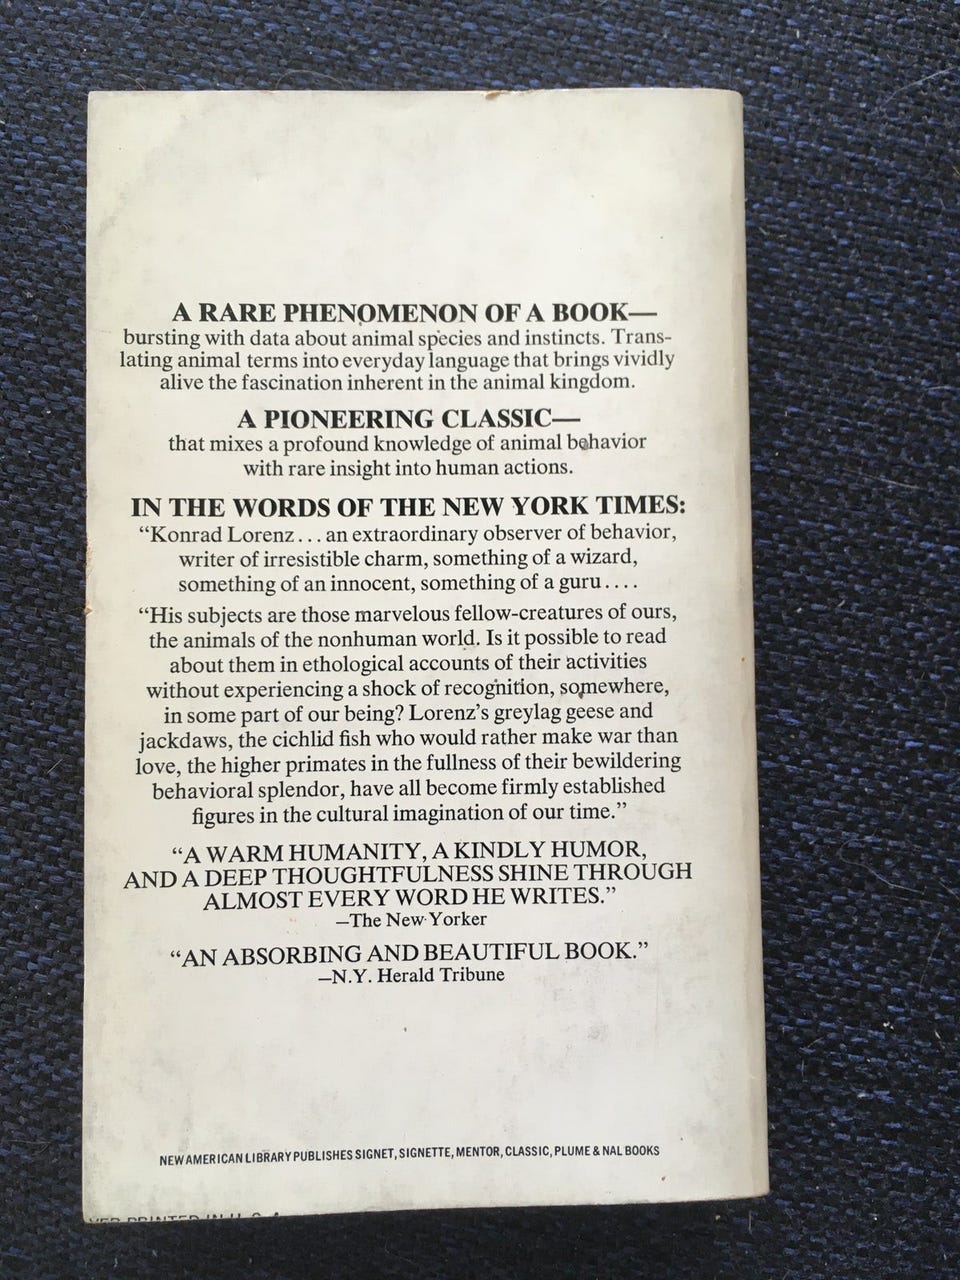 A RARE PHENOMENON OF A BOOK—
bursting with data about animal species and instincts. Trans-
lating animal terms into everyday language that brings vividly
alive the fascination inherent in the animal kingdom.
A PIONEERING CLASSIC—
that mixes a profound knowledge of animal behavior
with rare insight into human actions.
IN THE WORDS OF THE NEW YORK TIMES:
“Konrad Lorenz... an extraordinary observer of behavior,
writer of irresistible charm, something of a wizard,
something of an innocent, something of a guru....
“His subjects are those marvelous fellow-creatures of ours,
the animals of the nonhuman world. Is it possible to read
about them in ethological accounts of their activities
without experiencing a shock of recognition, somewhere,
in some part of our being? Lorenz’s greylag geese and
jackdaws, the cichlid fish who would rather make war than
love, the higher primates in the fullness of their bewildering
behavioral splendor, have all become firmly established
figures in the cultural imagination of our time.”
“A WARM HUMANITY, A KINDLY HUMOR,
AND A DEEP THOUGHTFULNESS SHINE THROUGH
ALMOST EVERY WORD HE WRITES.”
—The New Yorker
“AN ABSORBING AND BEAUTIFUL BOOK.”
—N.Y. Herald Tribune
NEW AMERICAN LIBRARY PUBLISHES SIGNET, SIGNETTE, MENTOR, CLASSIC, PLUME & NAL BOOKS
PRINTED IN U.S.A.